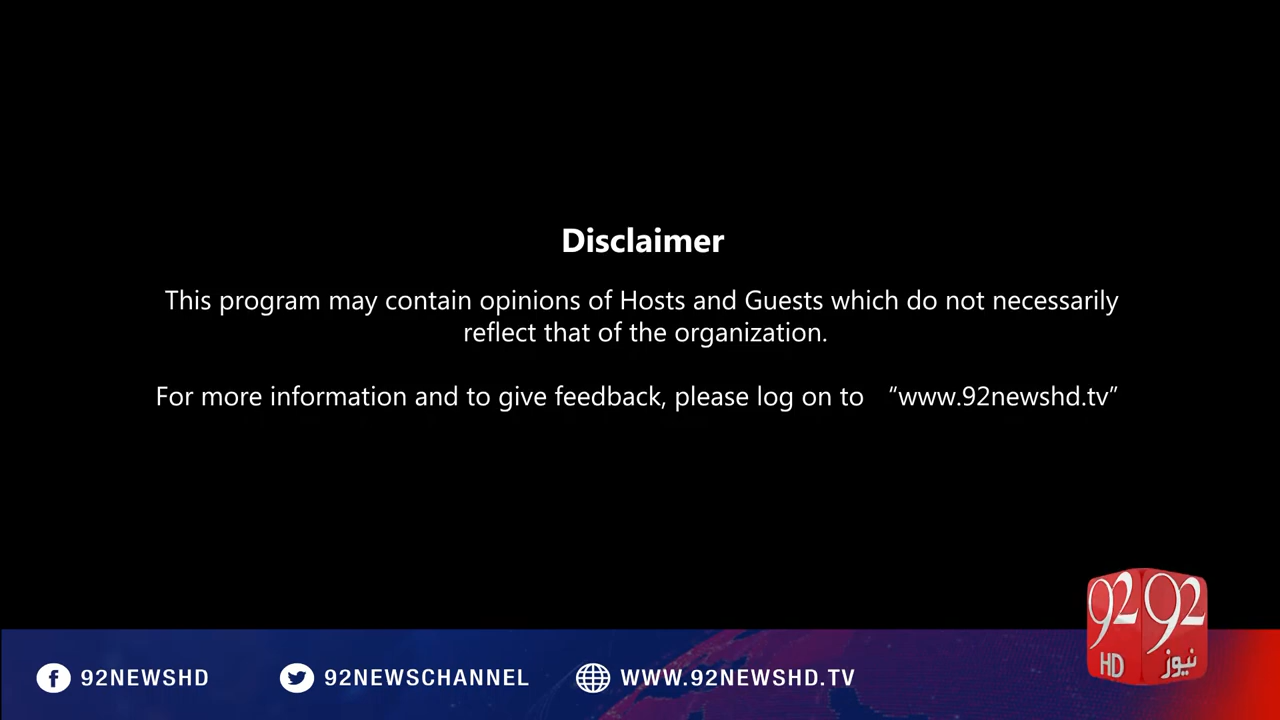 Disclaimer
This program may contain opinions of Hosts and Guests which do not necessarily
reflect that of the organization.
For more information and to give feedback, please log on to “www.92newshd.tv”
92 92
HD نیوز
92NEWSHD 92NEWSCHANNEL WWW.92NEWSHD.TV